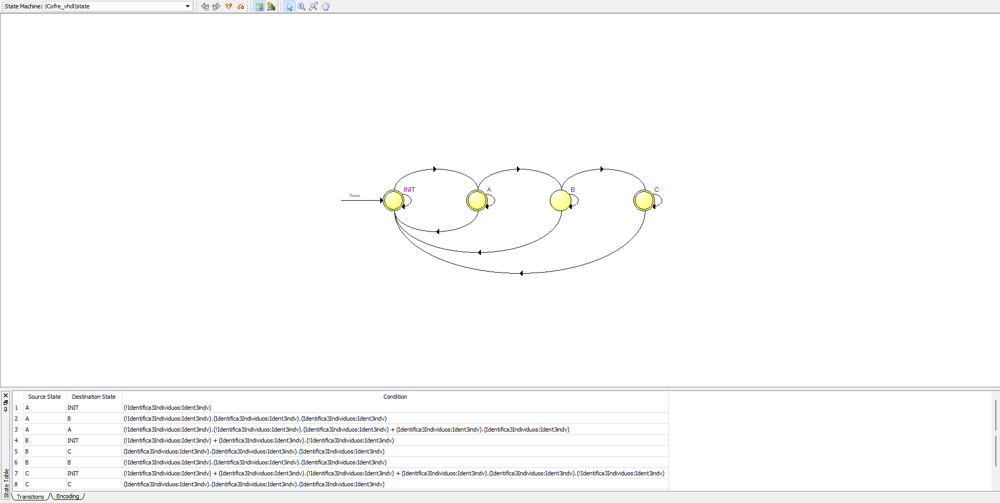 State Machine: |Cofre_vhdl|state
Reset
INIT
A
B
C
Source State Destination State Condition
1 A INIT (!Identifica3Individuos:Ident3indv)
2 A B (!Identifica3Individuos:Ident3indv).(Identifica3Individuos:Ident3indv).(Identifica3Individuos:Ident3indv)
3 A A (!Identifica3Individuos:Ident3indv).(!Identifica3Individuos:Ident3indv).(Identifica3Individuos:Ident3indv) + (Identifica3Individuos:Ident3indv).(Identifica3Individuos:Ident3indv)
4 B INIT (!Identifica3Individuos:Ident3indv) + (Identifica3Individuos:Ident3indv).(!Identifica3Individuos:Ident3indv)
5 B C (Identifica3Individuos:Ident3indv).(Identifica3Individuos:Ident3indv).(Identifica3Individuos:Ident3indv)
6 B B (!Identifica3Individuos:Ident3indv).(Identifica3Individuos:Ident3indv).(Identifica3Individuos:Ident3indv)
7 C INIT (!Identifica3Individuos:Ident3indv) + (Identifica3Individuos:Ident3indv).(!Identifica3Individuos:Ident3indv) + (Identifica3Individuos:Ident3indv).(Identifica3Individuos:Ident3indv).(!Identifica3Individuos:Ident3indv)
8 C C (Identifica3Individuos:Ident3indv).(Identifica3Individuos:Ident3indv).(Identifica3Individuos:Ident3indv)
State Table
Transitions Encoding